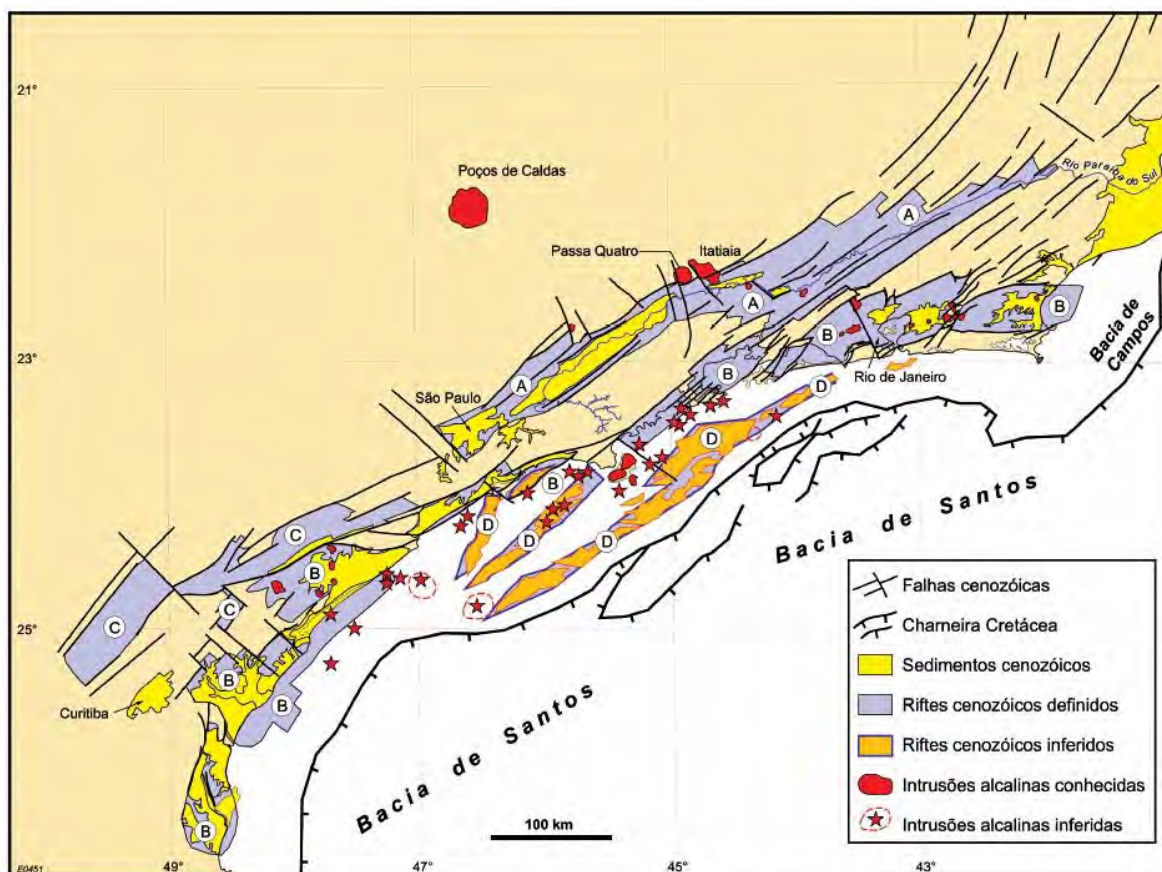 21°
Poços de Caldas
Rio Paraíba do Sul
A
Passa Quatro
Itatiaia
A
B
B
Bacia de
Campos
23°
A
B
Rio de Janeiro
São Paulo
D
D
B
C
D
D
D
B
Bacia de Santos
C
C
25°
B
B
Curitiba
Bacia de Santos
B
100 km
49°
47°
45°
43°
E0451
Falhas cenozóicas
Charneira Cretácea
Sedimentos cenozóicos
Riftes cenozóicos definidos
Riftes cenozóicos inferidos
Intrusões alcalinas conhecidas
Intrusões alcalinas inferidas